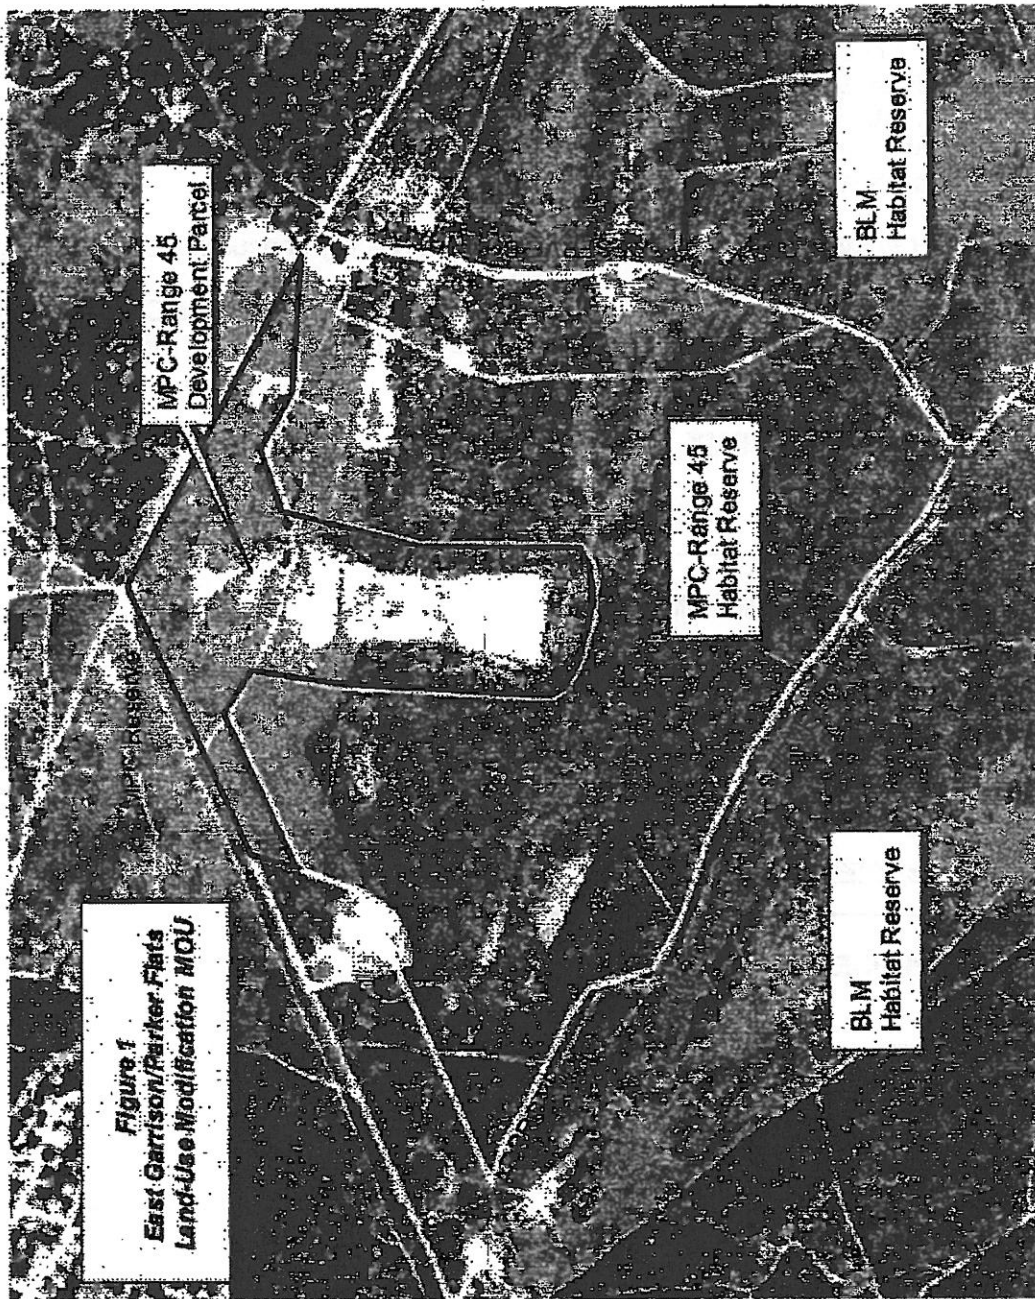 Figure 1
East Garrison/Parker Flats
Land-Use Modification MOU
MPC-Range 45
Development Parcel
MPC-Range 45
Habitat Reserve
BLM
Habitat Reserve
BLM
Habitat Reserve